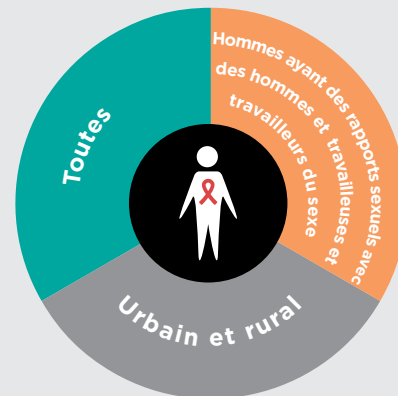 Toutes
Hommes ayant des rapports sexuels avec
des hommes et travailleuses et
travailleurs du sexe
Urbain et rural